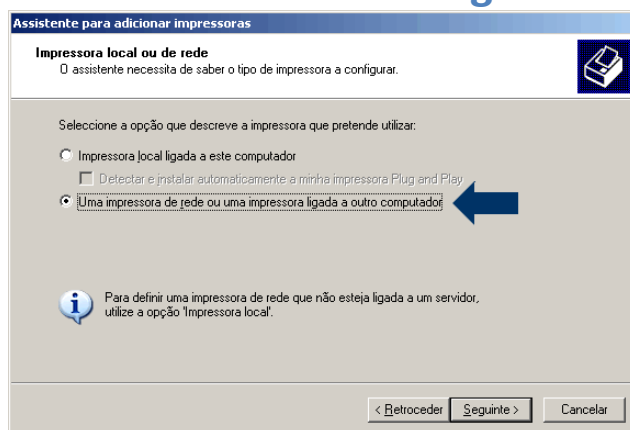 Assistente para adicionar impressoras
Impressora local ou de rede
O assistente necessita de saber o tipo de impressora a configurar.
Seleccione a opção que descreve a impressora que pretende utilizar:
Impressora local ligada a este computador
Detectar e instalar automaticamente a minha impressora Plug and Play
Uma impressora de rede ou uma impressora ligada a outro computador
Para definir uma impressora de rede que não esteja ligada a um servidor,
utilize a opção 'Impressora local'.
< Retroceder Seguinte > Cancelar